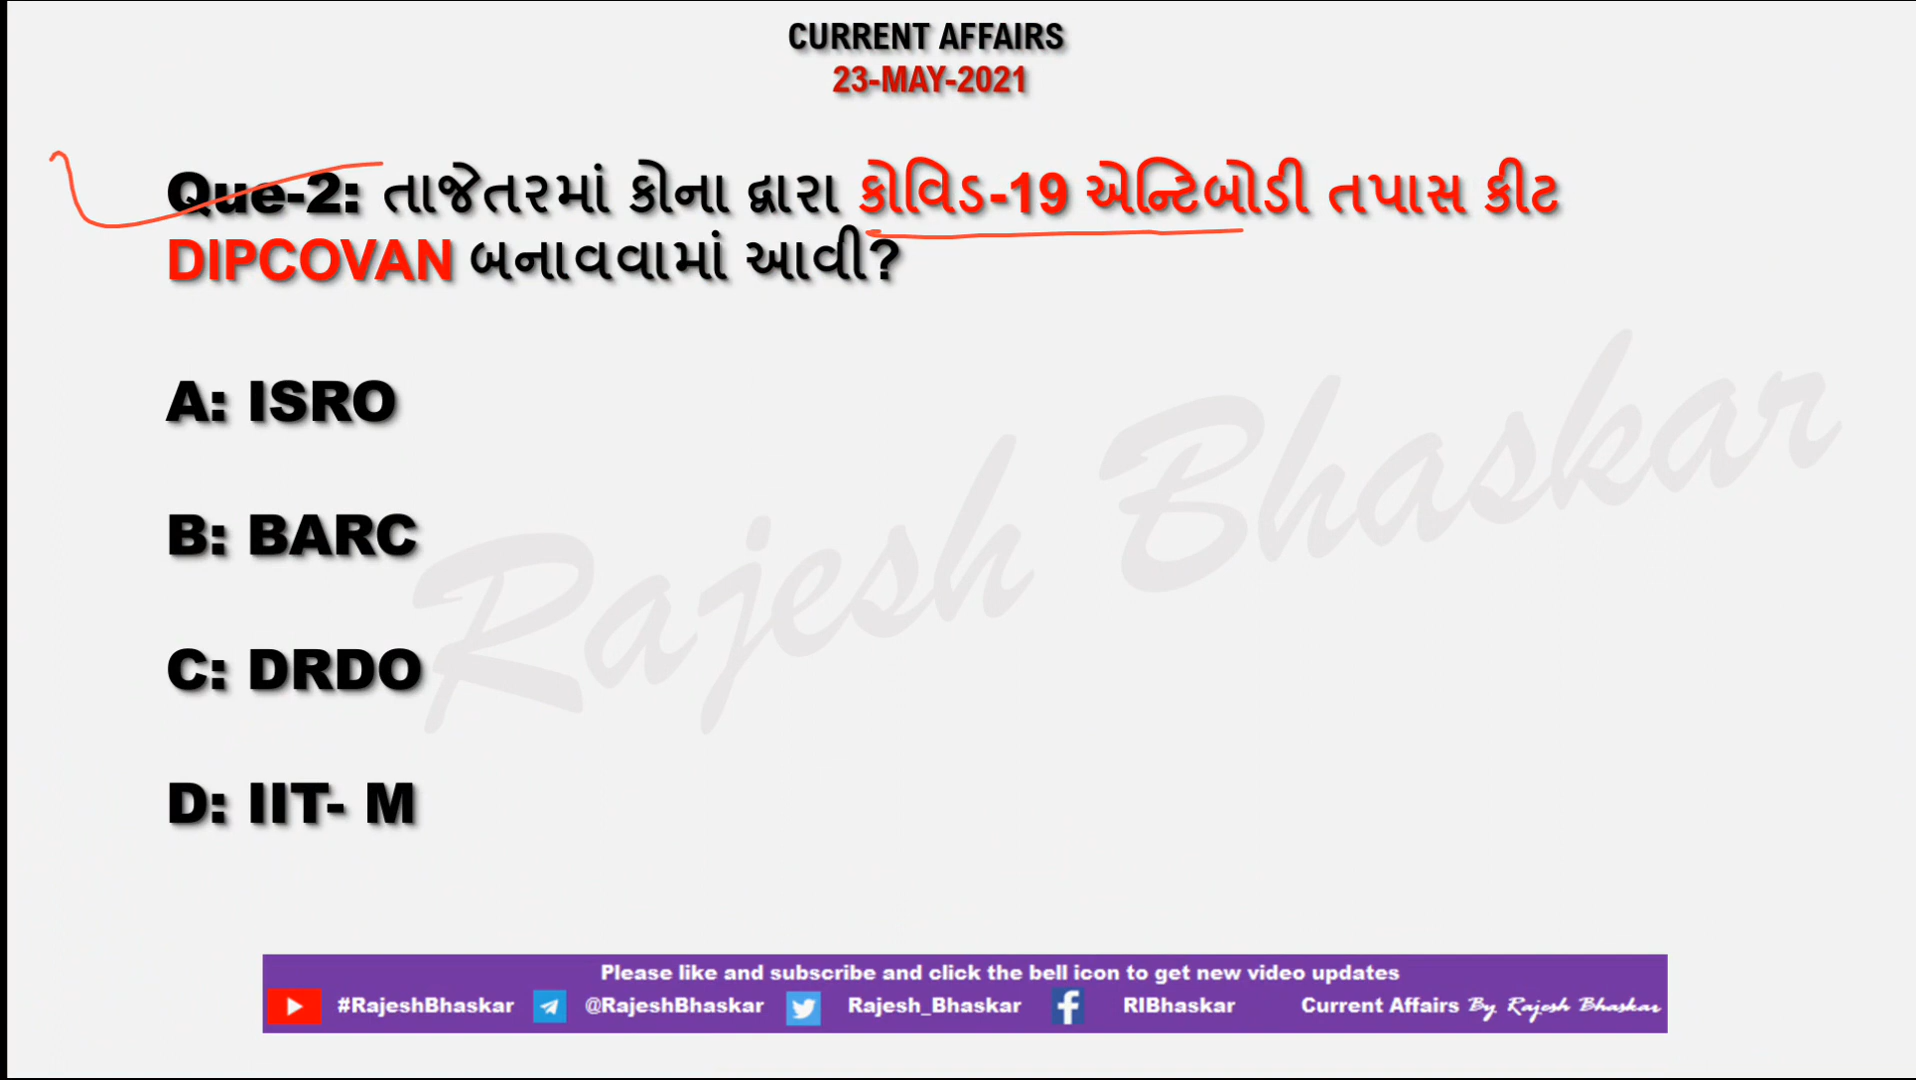 CURRENT AFFAIRS
23-MAY-2021
Que-2: તાજેતરમાં કોના દ્વારા કોવિડ-19 એન્ટિબોડી તપાસ કીટ
DIPCOVAN બનાવવામાં આવી?
A: ISRO
B: BARC
C: DRDO
D: IIT- M
Rajesh Bhaskar
Please like and subscribe and click the bell icon to get new video updates
#RajeshBhaskar @RajeshBhaskar Rajesh_Bhaskar RIBhaskar Current Affairs By Rajesh Bhaskar